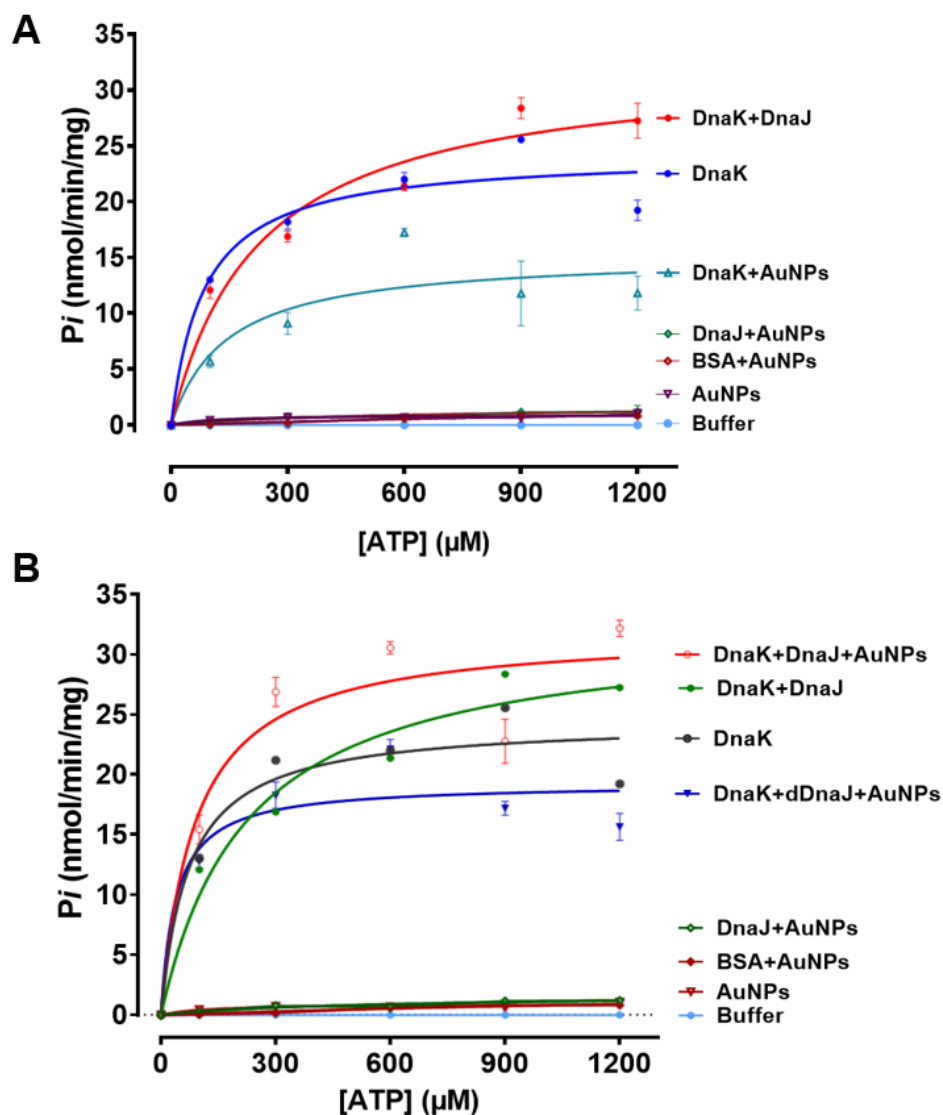 A
35
30
25
20
15
10
5
0
Pi (nmol/min/mg)
0 300 600 900 1200
[ATP] (µM)
DnaK+DnaJ
DnaK
DnaK+AuNPs
DnaJ+AuNPs
BSA+AuNPs
AuNPs
Buffer
B
35
30
25
20
15
10
5
0
Pi (nmol/min/mg)
0 300 600 900 1200
[ATP] (µM)
DnaK+DnaJ+AuNPs
DnaK+DnaJ
DnaK
DnaK+dDnaJ+AuNPs
DnaJ+AuNPs
BSA+AuNPs
AuNPs
Buffer